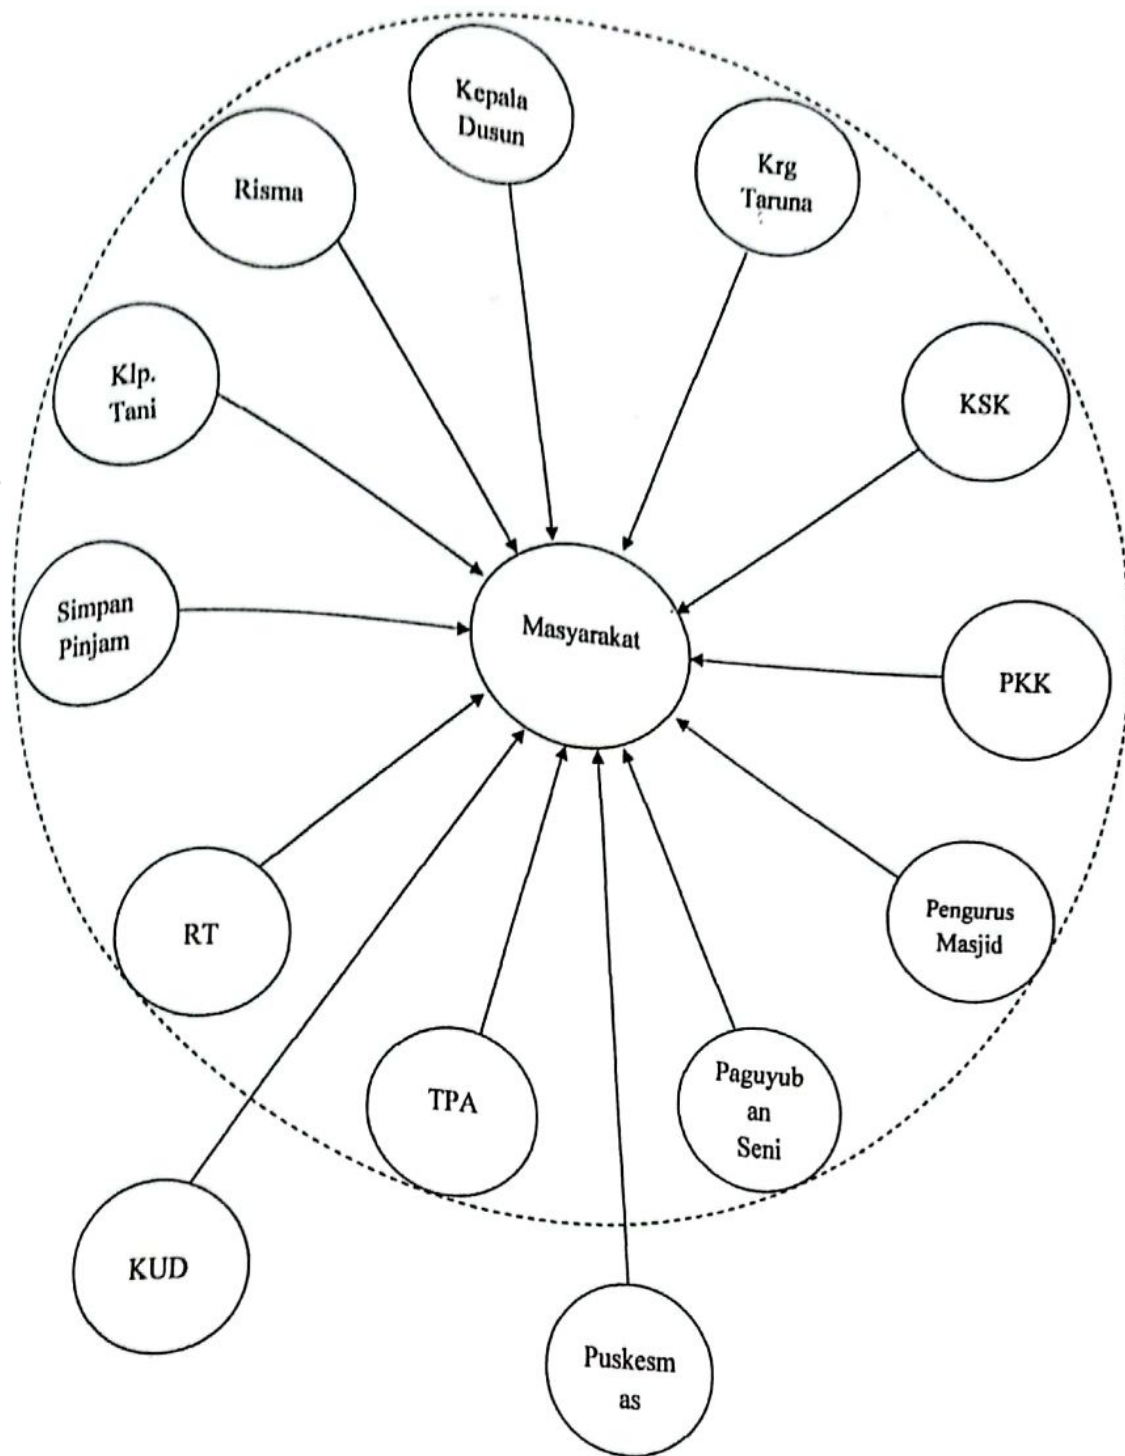 Kepala
Dusun
Krg
Taruna
Risma
KSK
Klp.
Tani
Simpan
Pinjam
Masyarakat
PKK
RT
Pengurus
Masjid
TPA
Paguyub
an
Seni
KUD
Puskesm
as